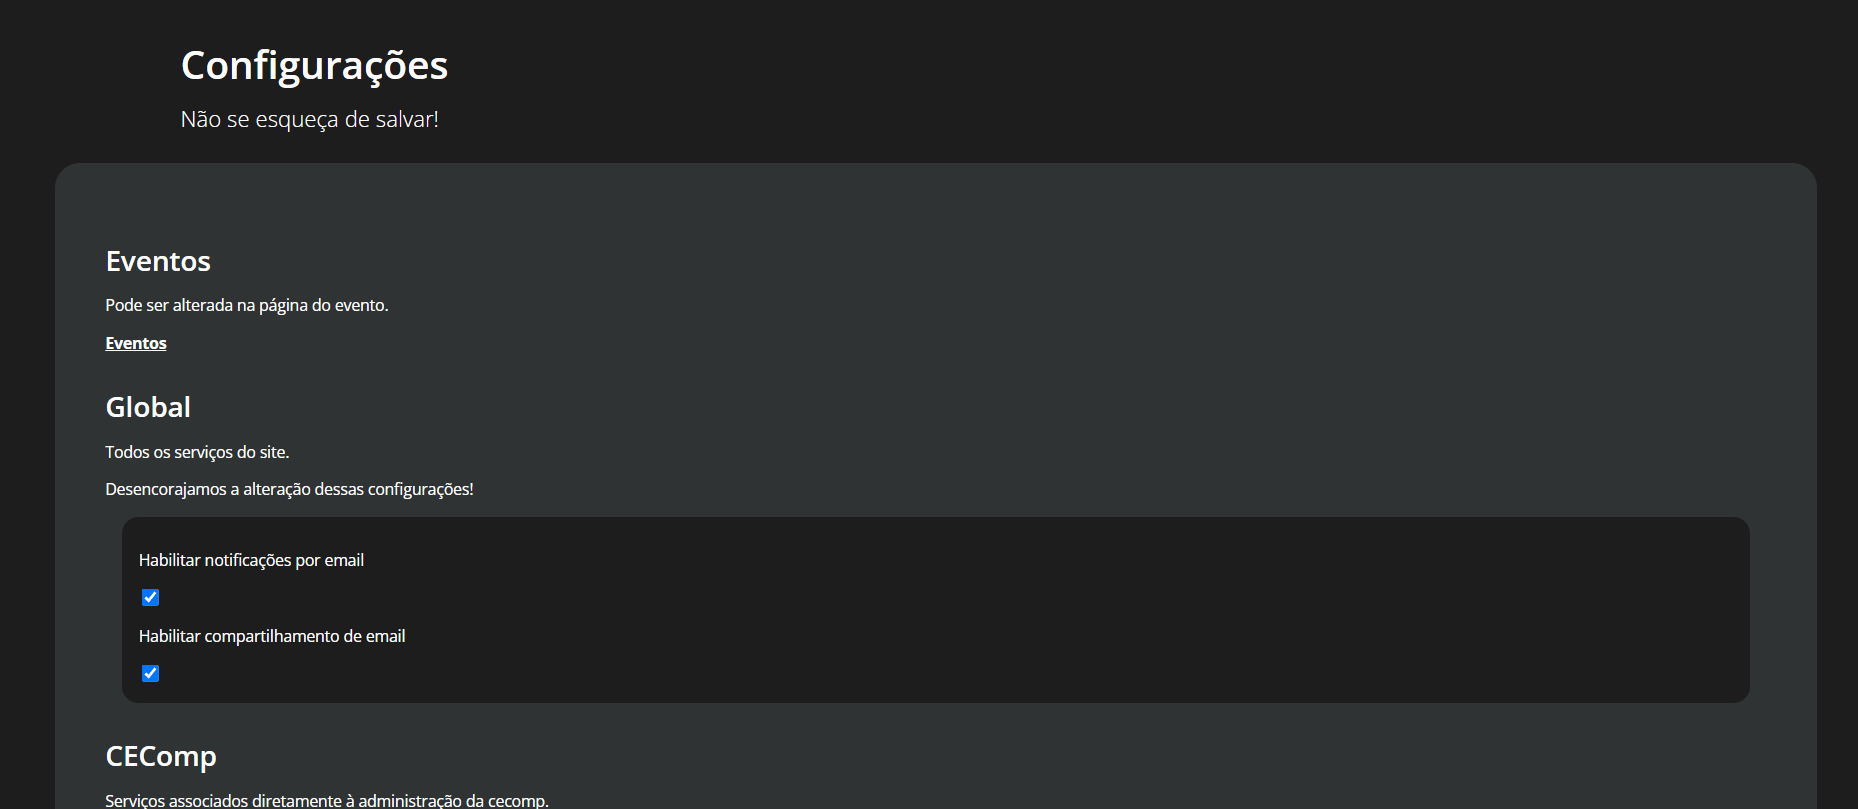 Configurações
Não se esqueça de salvar!
Eventos
Pode ser alterada na página do evento.
Eventos
Global
Todos os serviços do site.
Desencorajamos a alteração dessas configurações!
Habilitar notificações por email
Habilitar compartilhamento de email
CEComp
Serviços associados diretamente à administração da cecomp.